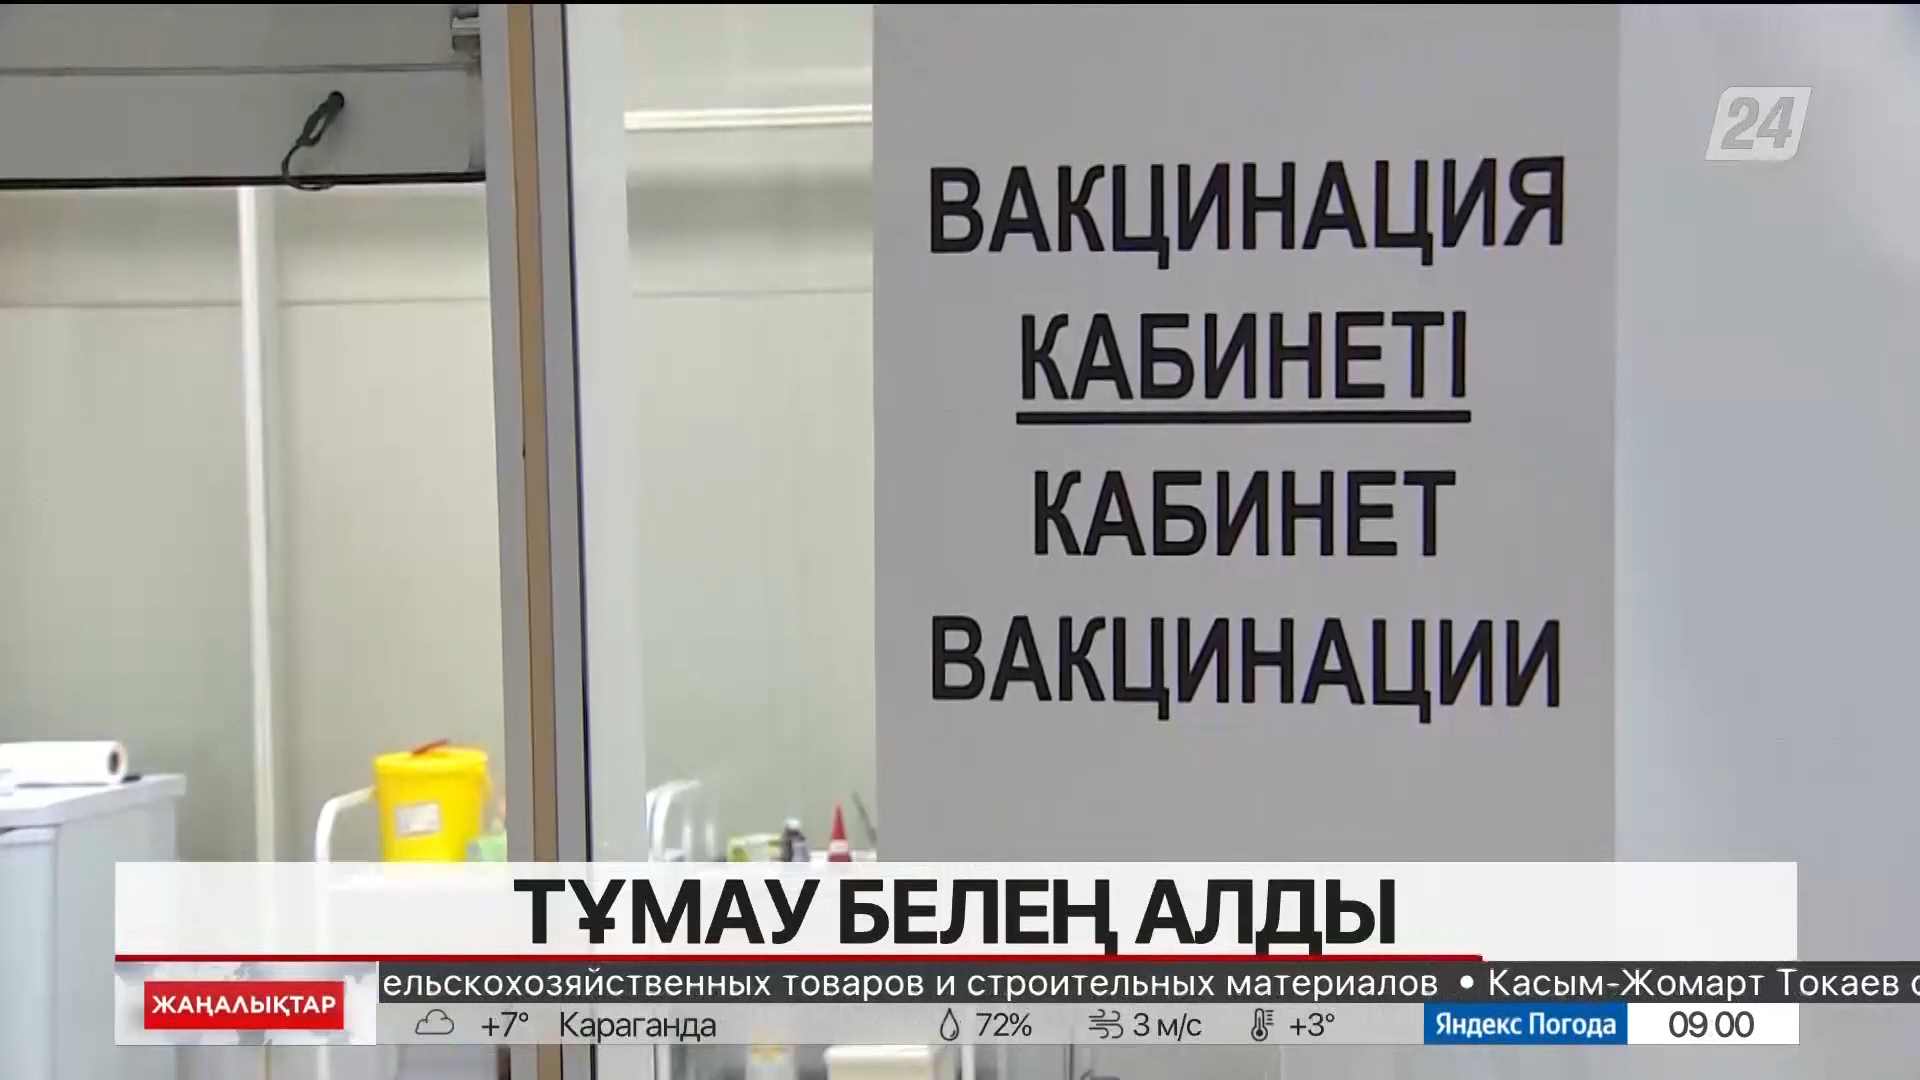 24
ВАКЦИНАЦИЯ
КАБИНЕТІ
КАБИНЕТ
ВАКЦИНАЦИИ
ТҰМАУ БЕЛЕҢ АЛДЫ
ельскохозяйственных товаров и строительных материалов • Касым-Жомарт Токаев
ЖАҢАЛЫҚТАР
+7° Караганда 72% 3 м/с +3° Яндекс Погода 09 00